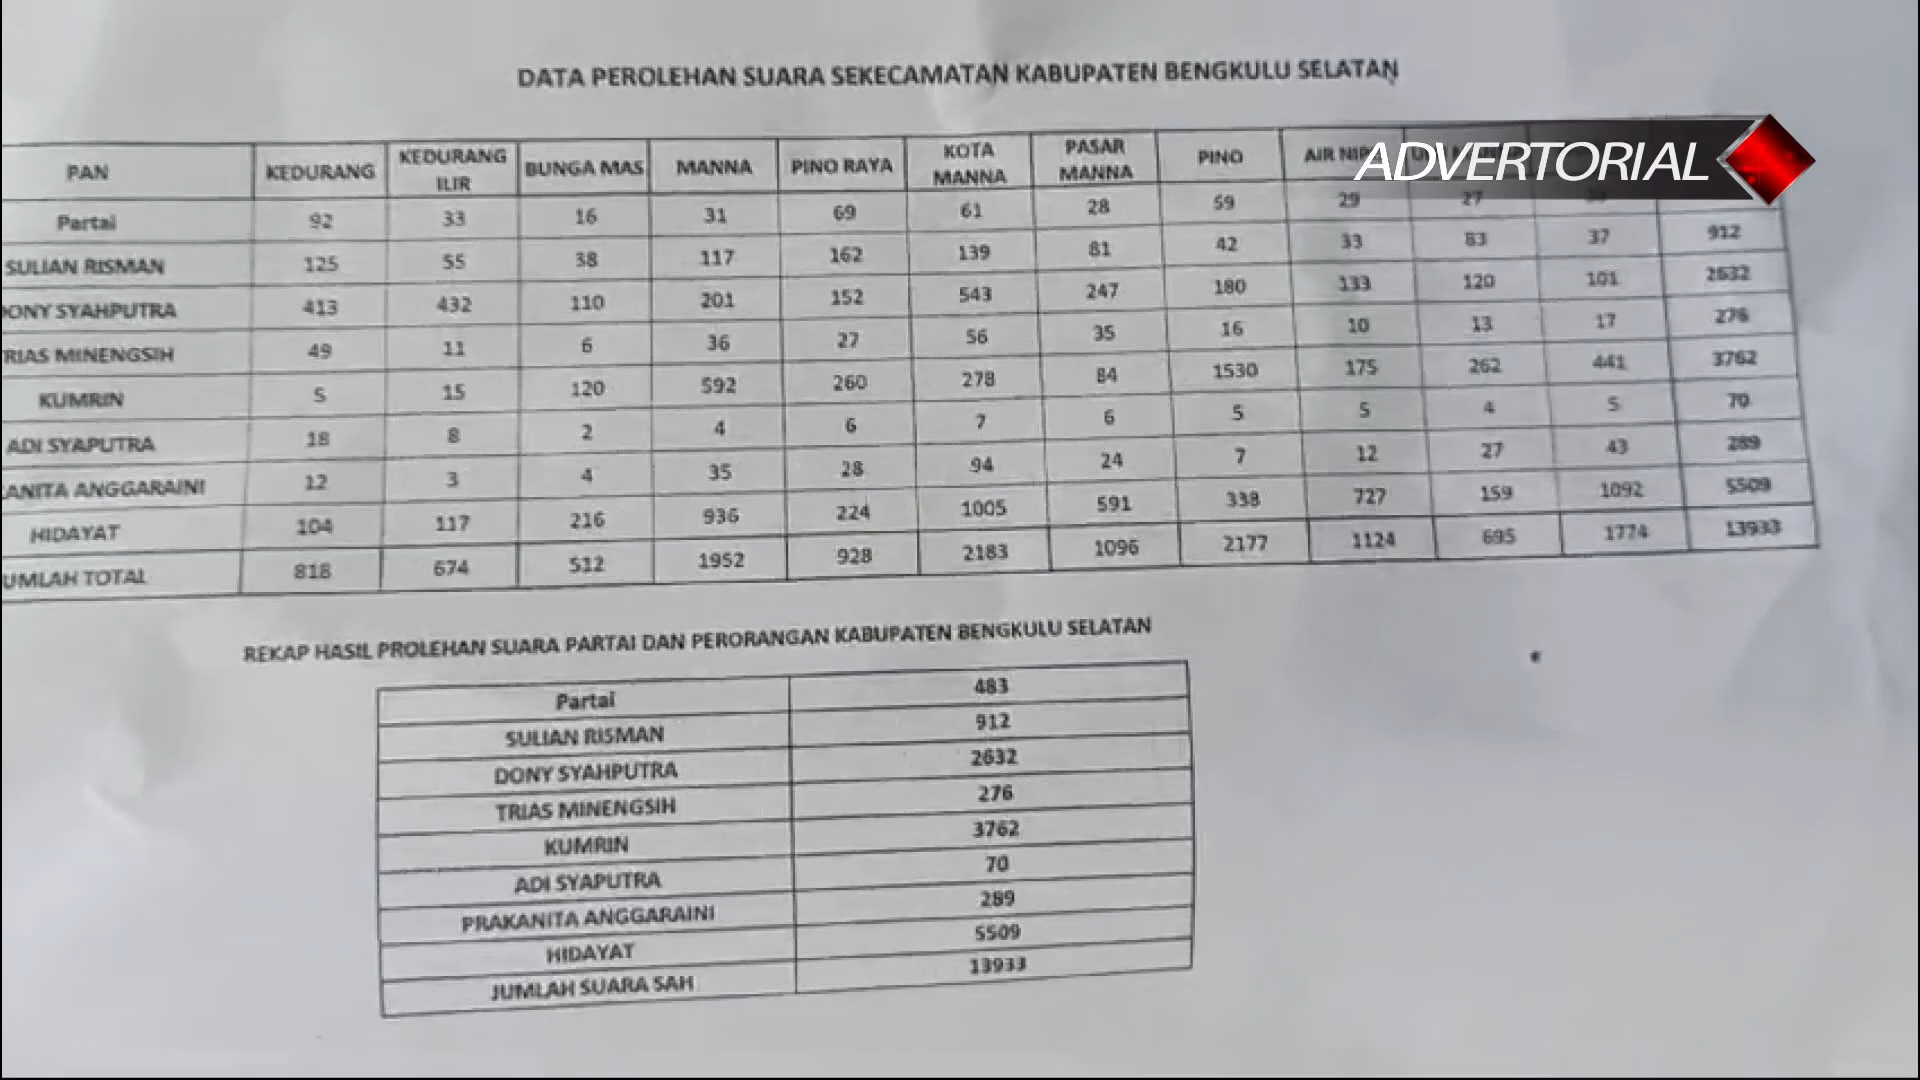 DATA PEROLEHAN SUARA SEKECAMATAN KABUPATEN BENGKULU SELATAN
ADVERTORIAL
PAN KEDURANG KEDURANG ILIR BUNGA MAS MANNA PINO RAYA KOTA MANNA PASAR MANNA PINO AIR
Partai 92 33 16 31 69 61 28 59 29 27
SULIAN RISMAN 125 55 38 117 162 139 81 42 33 83 37 912
DONY SYAHPUTRA 413 432 110 201 152 543 247 180 133 120 101 2632
RIAS MINENGSIH 49 11 6 36 27 56 35 16 10 13 17 276
KUMRIN 5 15 120 592 260 278 84 1530 175 262 441 3762
ADI SYAPUTRA 18 8 2 4 6 7 6 5 5 4 5 70
ANITA ANGGARAINI 12 3 4 35 28 94 24 7 12 27 43 289
HIDAYAT 104 117 216 936 224 1005 591 338 727 159 1092 5509
UMLAH TOTAL 818 674 512 1952 928 2183 1096 2177 1124 695 1774 13933
REKAP HASIL PROLEHAN SUARA PARTAI DAN PERORANGAN KABUPATEN BENGKULU SELATAN
Partai 483
SULIAN RISMAN 912
DONY SYAHPUTRA 2632
TRIAS MINENGSIH 276
KUMRIN 3762
ADI SYAPUTRA 70
PRAKANITA ANGGARAINI 289
HIDAYAT 5509
JUMLAH SUARA SAH 13933